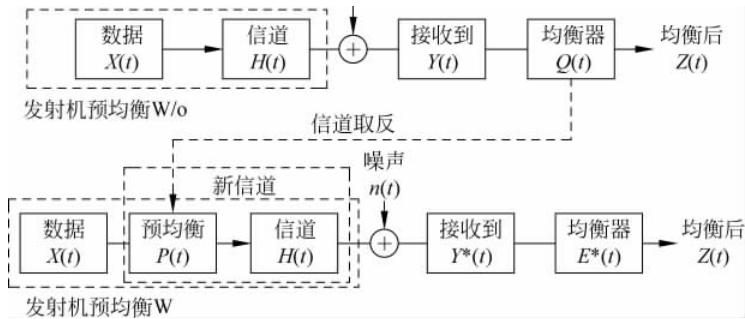 数据
X(t)
信道
H(t)
接收到
Y(t)
均衡器
Q(t)
均衡后
Z(t)
发射机预均衡W/o
信道取反
噪声
n(t)
新信道
数据
X(t)
预均衡
P(t)
信道
H(t)
接收到
Y*(t)
均衡器
E*(t)
均衡后
Z(t)
发射机预均衡W